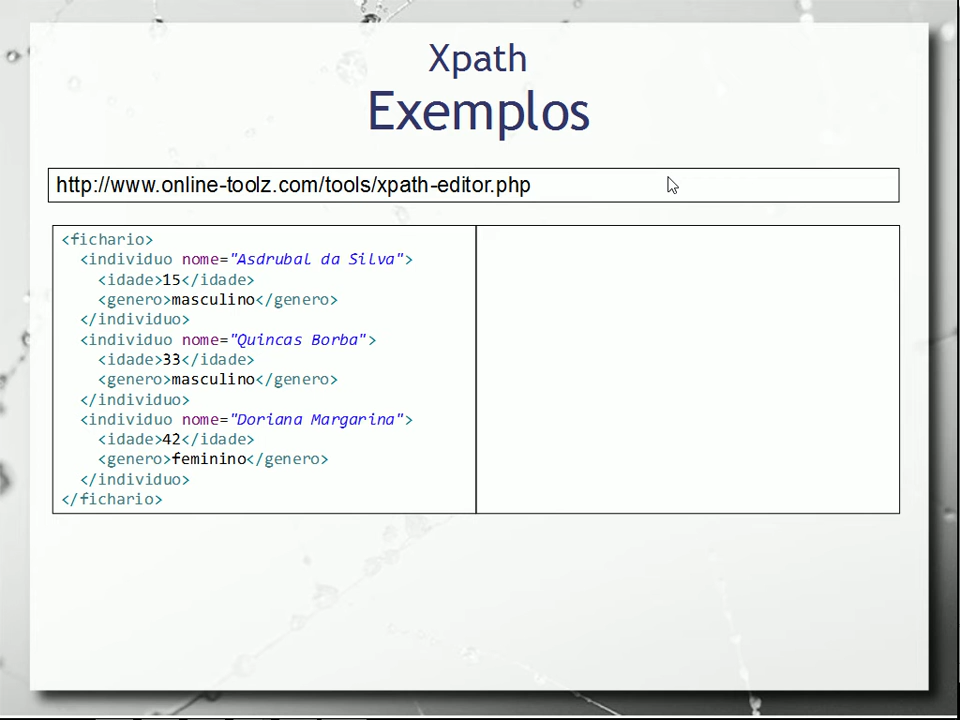 Xpath
Exemplos
http://www.online-toolz.com/tools/xpath-editor.php
<fichario>
  <individuo nome="Asdrubal da Silva">
    <idade>15</idade>
    <genero>masculino</genero>
  </individuo>
  <individuo nome="Quincas Borba">
    <idade>33</idade>
    <genero>masculino</genero>
  </individuo>
  <individuo nome="Doriana Margarina">
    <idade>42</idade>
    <genero>feminino</genero>
  </individuo>
</fichario>